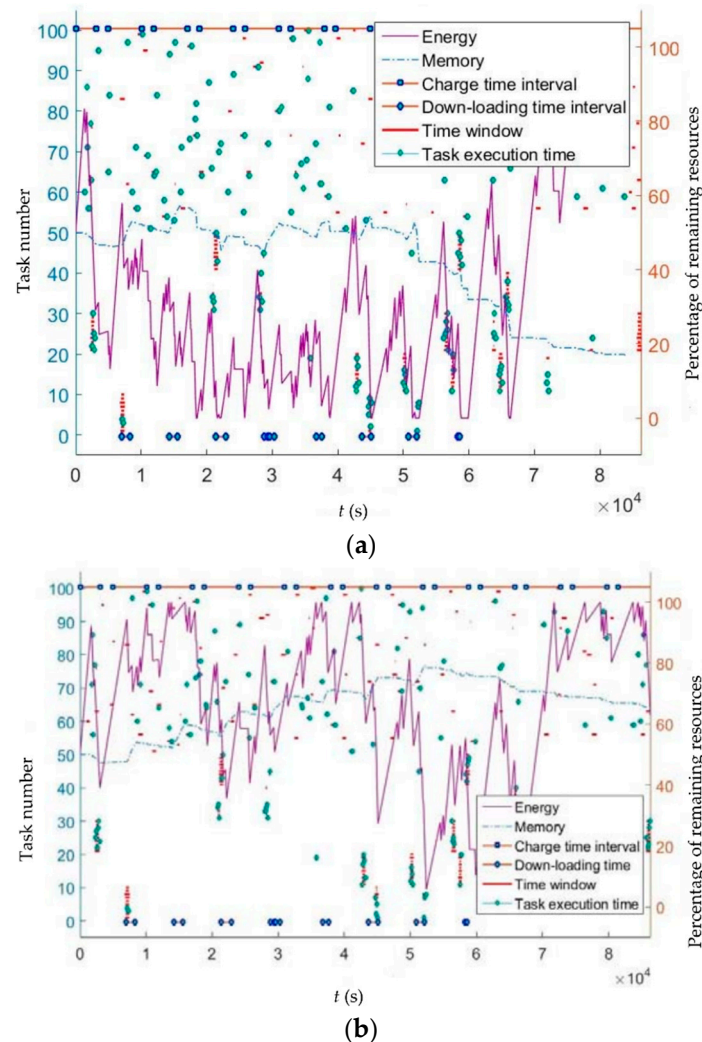 100
90
80
70
60
50
40
30
20
10
0
Task number
100
80
60
40
20
0
Percentage of remaining resources
Energy
Memory
Charge time interval
Down-loading time interval
Time window
Task execution time
0 1 2 3 4 5 6 7 8
×10^4
t (s)
(a)
100
90
80
70
60
50
40
30
20
10
0
Task number
100
80
60
40
20
0
Percentage of remaining resources
Energy
Memory
Charge time interval
Down-loading time
Time window
Task execution time
0 1 2 3 4 5 6 7 8
×10^4
t (s)
(b)